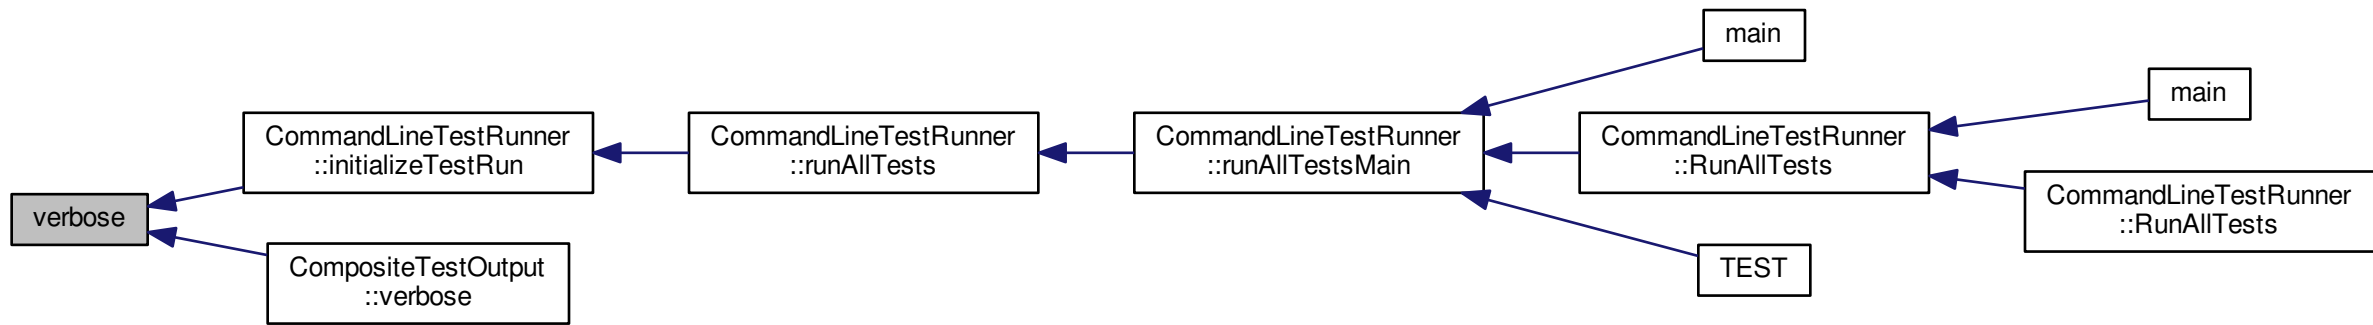 verbose
CommandLineTestRunner
::initializeTestRun
CompositeTestOutput
::verbose
CommandLineTestRunner
::runAllTests
CommandLineTestRunner
::runAllTestsMain
main
CommandLineTestRunner
::RunAllTests
TEST
main
CommandLineTestRunner
::RunAllTests